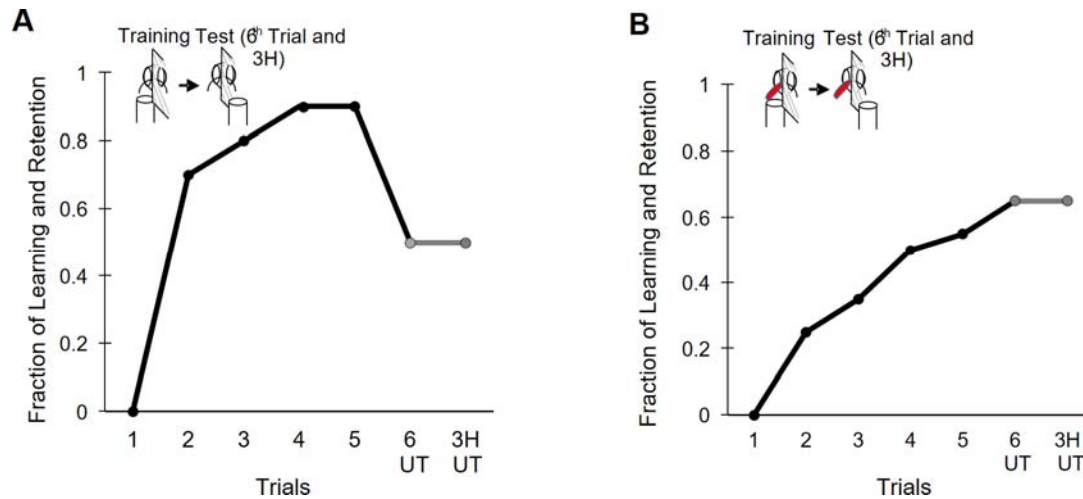 A
Training Test (6th Trial and
3H)
Fraction of Learning and Retention
1
0.8
0.6
0.4
0.2
0
1 2 3 4 5 6 3H
UT UT
Trials
B
Training Test (6th Trial and
3H)
Fraction of Learning and Retention
1
0.8
0.6
0.4
0.2
0
1 2 3 4 5 6 3H
UT UT
Trials